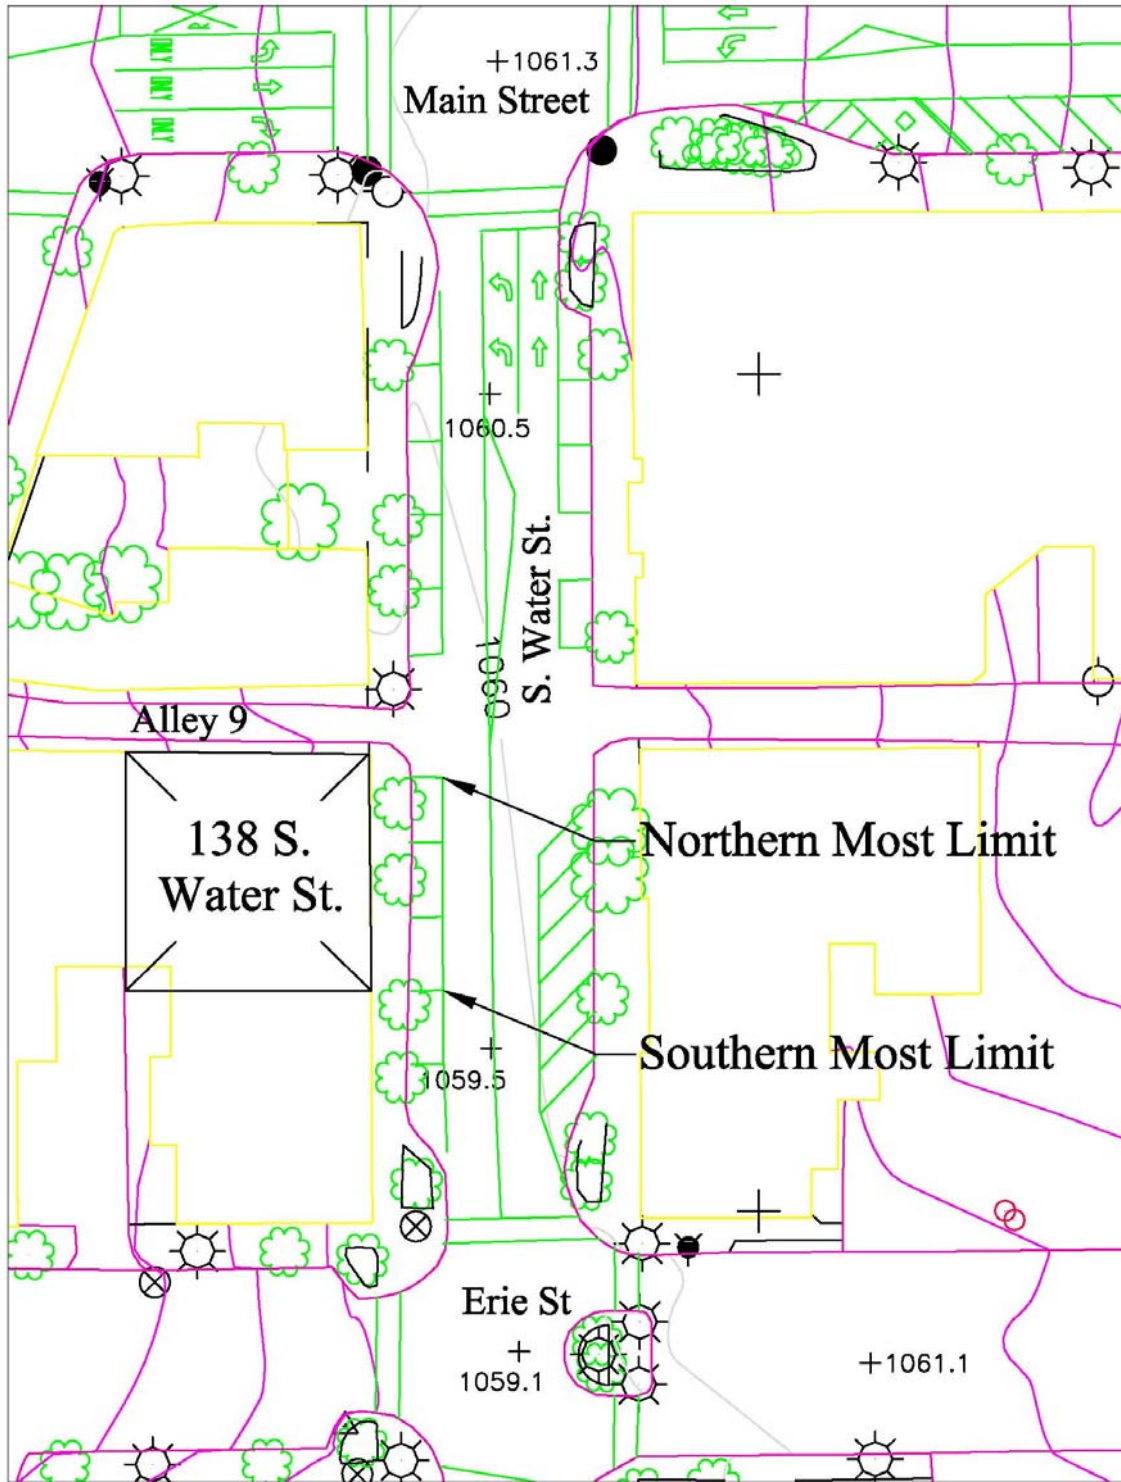 R
ONLY
ONLY
ONLY
+1061.3
Main Street
1060.5
S. Water St.
1060
Alley 9
138 S.
Water St.
Northern Most Limit
Southern Most Limit
1059.5
Erie St
1059.1
+1061.1